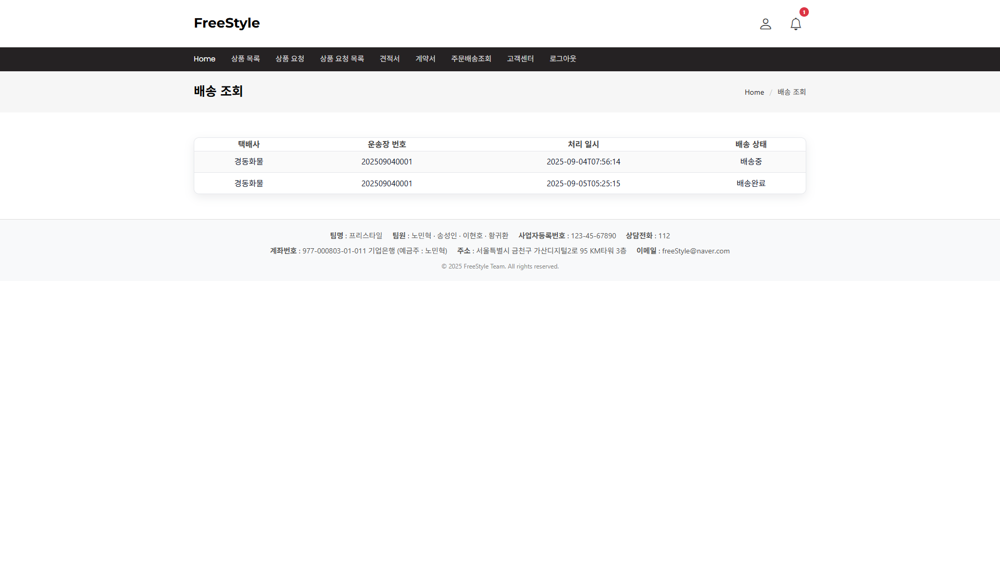 FreeStyle
1
Home 상품 목록 상품 요청 상품 요청 목록 견적서 계약서 주문배송조회 고객센터 로그아웃
배송 조회
Home / 배송 조회
택배사 운송장 번호 처리 일시 배송 상태
경동화물 202509040001 2025-09-04T07:56:14 배송중
경동화물 202509040001 2025-09-05T05:25:15 배송완료
팀명 : 프리스타일 팀원 : 노민혁 · 송성인 · 이현호 · 황귀환 사업자등록번호 : 123-45-67890 상담전화 : 112
계좌번호 : 977-000803-01-011 기업은행 (예금주 : 노민혁) 주소 : 서울특별시 금천구 가산디지털2로 95 KM타워 3층 이메일 : freeStyle@naver.com
© 2025 FreeStyle Team. All rights reserved.